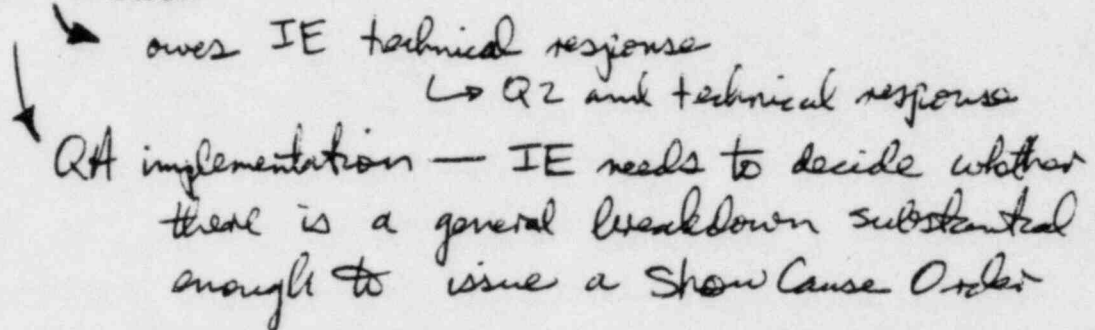 owes IE technical response
↳ Q2 and technical response
QA implementation — IE needs to decide whether
there is a general breakdown substantial
enough to issue a Show Cause Order